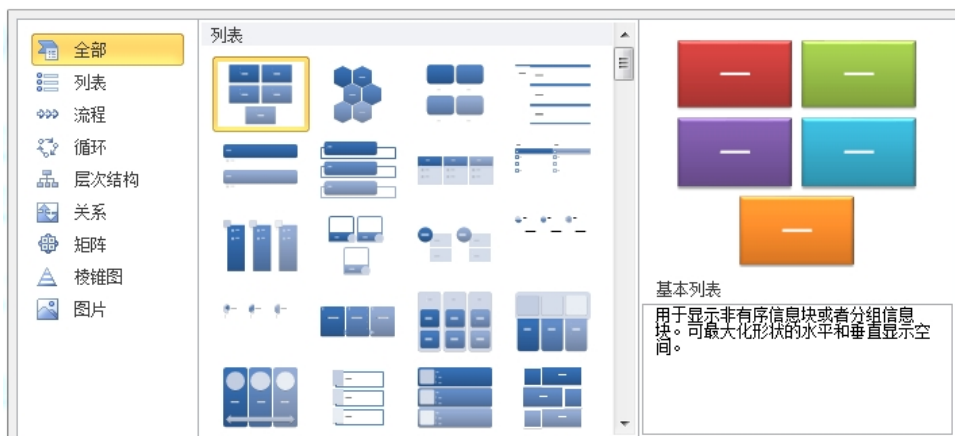 全部
列表
流程
循环
层次结构
关系
矩阵
棱锥图
图片
列表
基本列表
用于显示非有序信息块或者分组信息
块。可最大化形状的水平和垂直显示空
间。